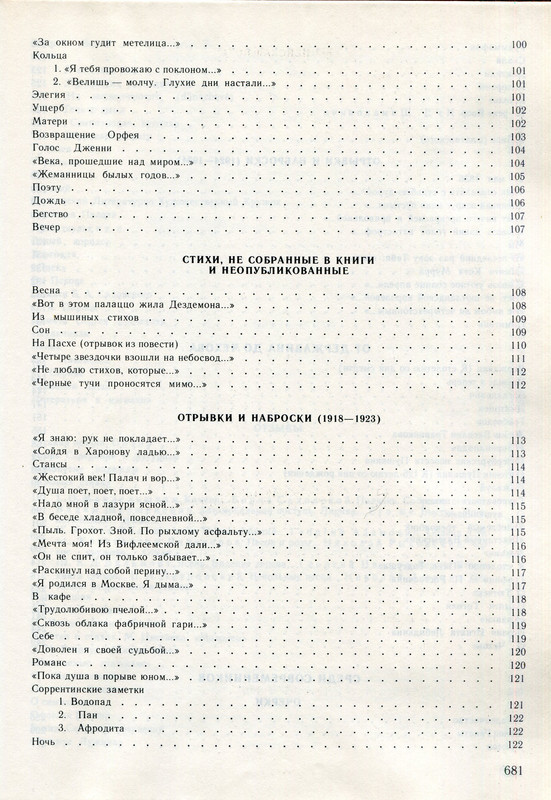 «За окном гудит метелица...» 100
Кольца
1. «Я тебя провожаю с поклоном...» 101
2. «Велишь — молчу. Глухие дни настали...» 101
Элегия 101
Ущерб 102
Матери 102
Возвращение Орфея 103
Голос Дженни 104
«Века, прошедшие над миром...» 104
«Жеманницы былых годов...» 105
Поэту 106
Дождь 106
Бегство 107
Вечер 107
СТИХИ, НЕ СОБРАННЫЕ В КНИГИ
И НЕОПУБЛИКОВАННЫЕ
Весна 108
«Вот в этом палаццо жила Дездемона...» 108
Из мышиных стихов 109
Сон 109
На Пасхе (отрывок из повести) 110
«Четыре звездочки взошли на небосвод...» 111
«Не люблю стихов, которые...» 112
«Черные тучи проносятся мимо...» 112
ОТРЫВКИ И НАБРОСКИ (1918—1923)
«Я знаю: рук не покладает...» 113
«Сойдя в Харонову ладью...» 113
Стансы 114
«Жестокий век! Палач и вор...» 114
«Душа поет, поет, поет...» 114
«Надо мной в лазури ясной...» 115
«В беседе хладной, повседневной...» 115
«Пыль. Грохот. Зной. По рыхлому асфальту...» 115
«Мечта моя! Из Вифлеемской дали...» 116
«Он не спит, он только забывает...» 116
«Раскинул над собой перину...» 117
«Я родился в Москве. Я дыма...» 117
В кафе 118
«Трудолюбивою пчелой...» 118
«Сквозь облака фабричной гари...» 119
Себе 119
«Доволен я своей судьбой...» 120
Романс 120
«Пока душа в порыве юном...» 121
Соррентинские заметки
1. Водопад 121
2. Пан 122
3. Афродита 122
Ночь 122
681